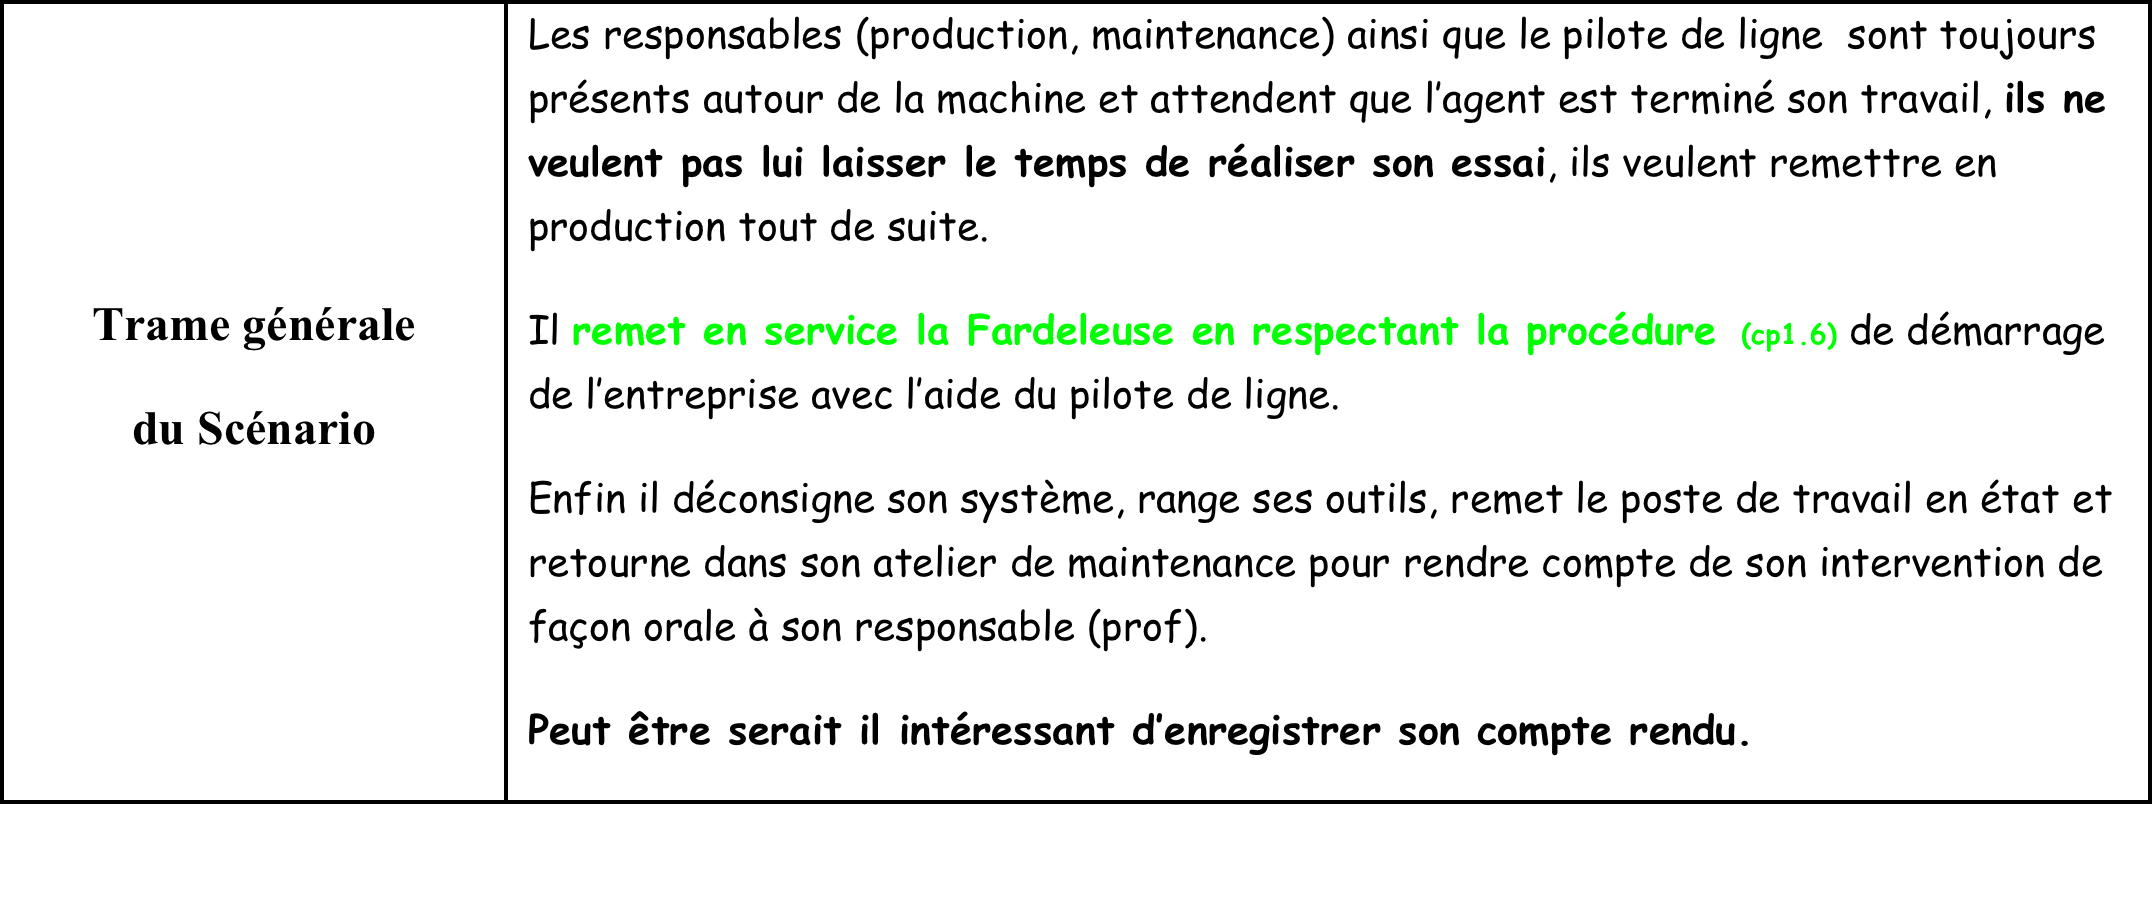 Trame générale
du Scénario
Les responsables (production, maintenance) ainsi que le pilote de ligne  sont toujours
présents autour de la machine et attendent que l’agent est terminé son travail, ils ne
veulent pas lui laisser le temps de réaliser son essai, ils veulent remettre en
production tout de suite.
Il remet en service la Fardeleuse en respectant la procédure (cp1.6) de démarrage
de l’entreprise avec l’aide du pilote de ligne.
Enfin il déconsigne son système, range ses outils, remet le poste de travail en état et
retourne dans son atelier de maintenance pour rendre compte de son intervention de
façon orale à son responsable (prof).
Peut être serait il intéressant d’enregistrer son compte rendu.